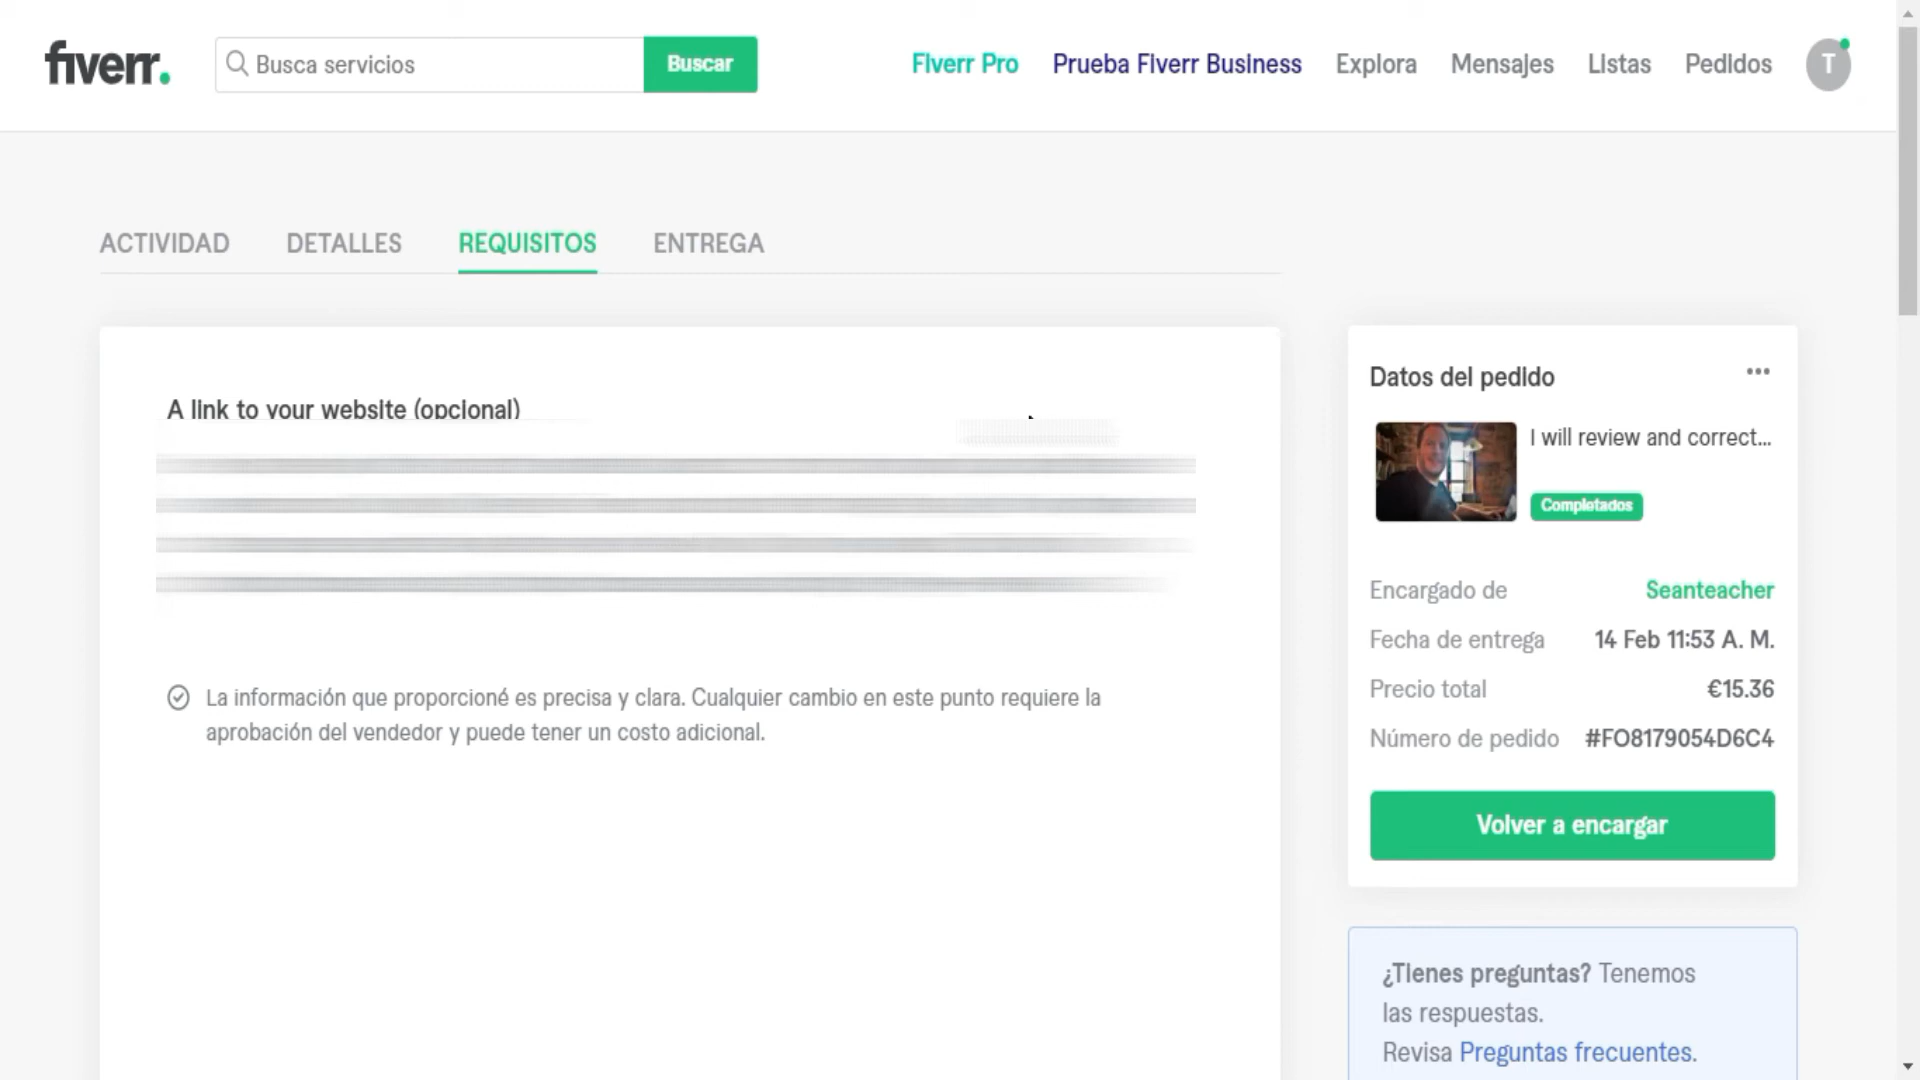 fiverr.
Busca servicios
Buscar
Fiverr Pro
Prueba Fiverr Business
Explora
Mensajes
Listas
Pedidos
T
ACTIVIDAD
DETALLES
REQUISITOS
ENTREGA
A link to your website (opcional)
La información que proporcioné es precisa y clara. Cualquier cambio en este punto requiere la
aprobación del vendedor y puede tener un costo adicional.
Datos del pedido
I will review and correct...
Completados
Encargado de Seanteacher
Fecha de entrega 14 Feb 11:53 A. M.
Precio total €15.36
Número de pedido #FO8179054D6C4
Volver a encargar
¿Tienes preguntas? Tenemos
las respuestas.
Revisa Preguntas frecuentes.